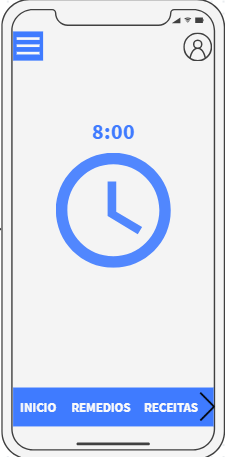 8:00
INICIO REMEDIOS RECEITAS